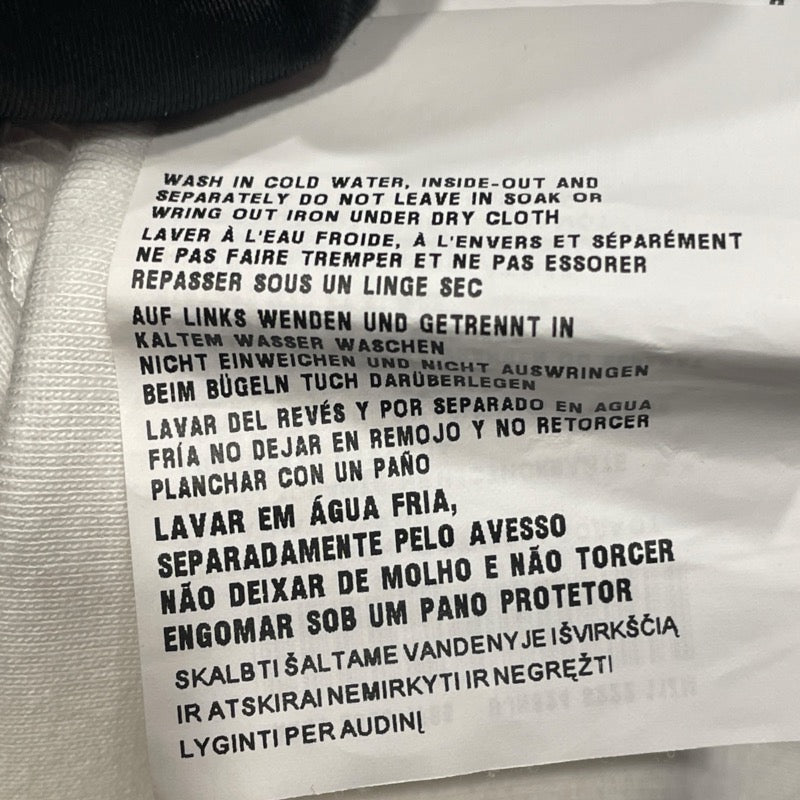 WASH IN COLD WATER, INSIDE-OUT AND
SEPARATELY DO NOT LEAVE IN SOAK OR
WRING OUT IRON UNDER DRY CLOTH
LAVER À L'EAU FROIDE, À L'ENVERS ET SÉPARÉMENT
NE PAS FAIRE TREMPER ET NE PAS ESSORER
REPASSER SOUS UN LINGE SEC
AUF LINKS WENDEN UND GETRENNT IN
KALTEM WASSER WASCHEN
NICHT EINWEICHEN UND NICHT AUSWRINGEN
BEIM BÜGELN TUCH DARÜBERLEGEN
LAVAR DEL REVÉS Y POR SEPARADO EN AGUA
FRÍA NO DEJAR EN REMOJO Y NO RETORCER
PLANCHAR CON UN PAÑO
LAVAR EM ÁGUA FRIA,
SEPARADAMENTE PELO AVESSO
NÃO DEIXAR DE MOLHO E NÃO TORCER
ENGOMAR SOB UM PANO PROTETOR
SKALBTI ŠALTAME VANDENYJE IŠVIRKŠČIĄ
IR ATSKIRAI NEMIRKYTI IR NEGRĘŽTI
LYGINTI PER AUDINĮ